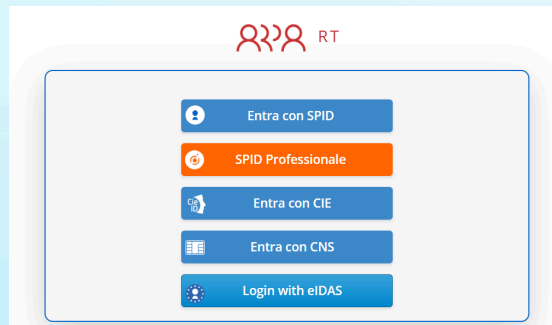 RT
Entra con SPID
SPID Professionale
Entra con CIE
Entra con CNS
Login with eIDAS